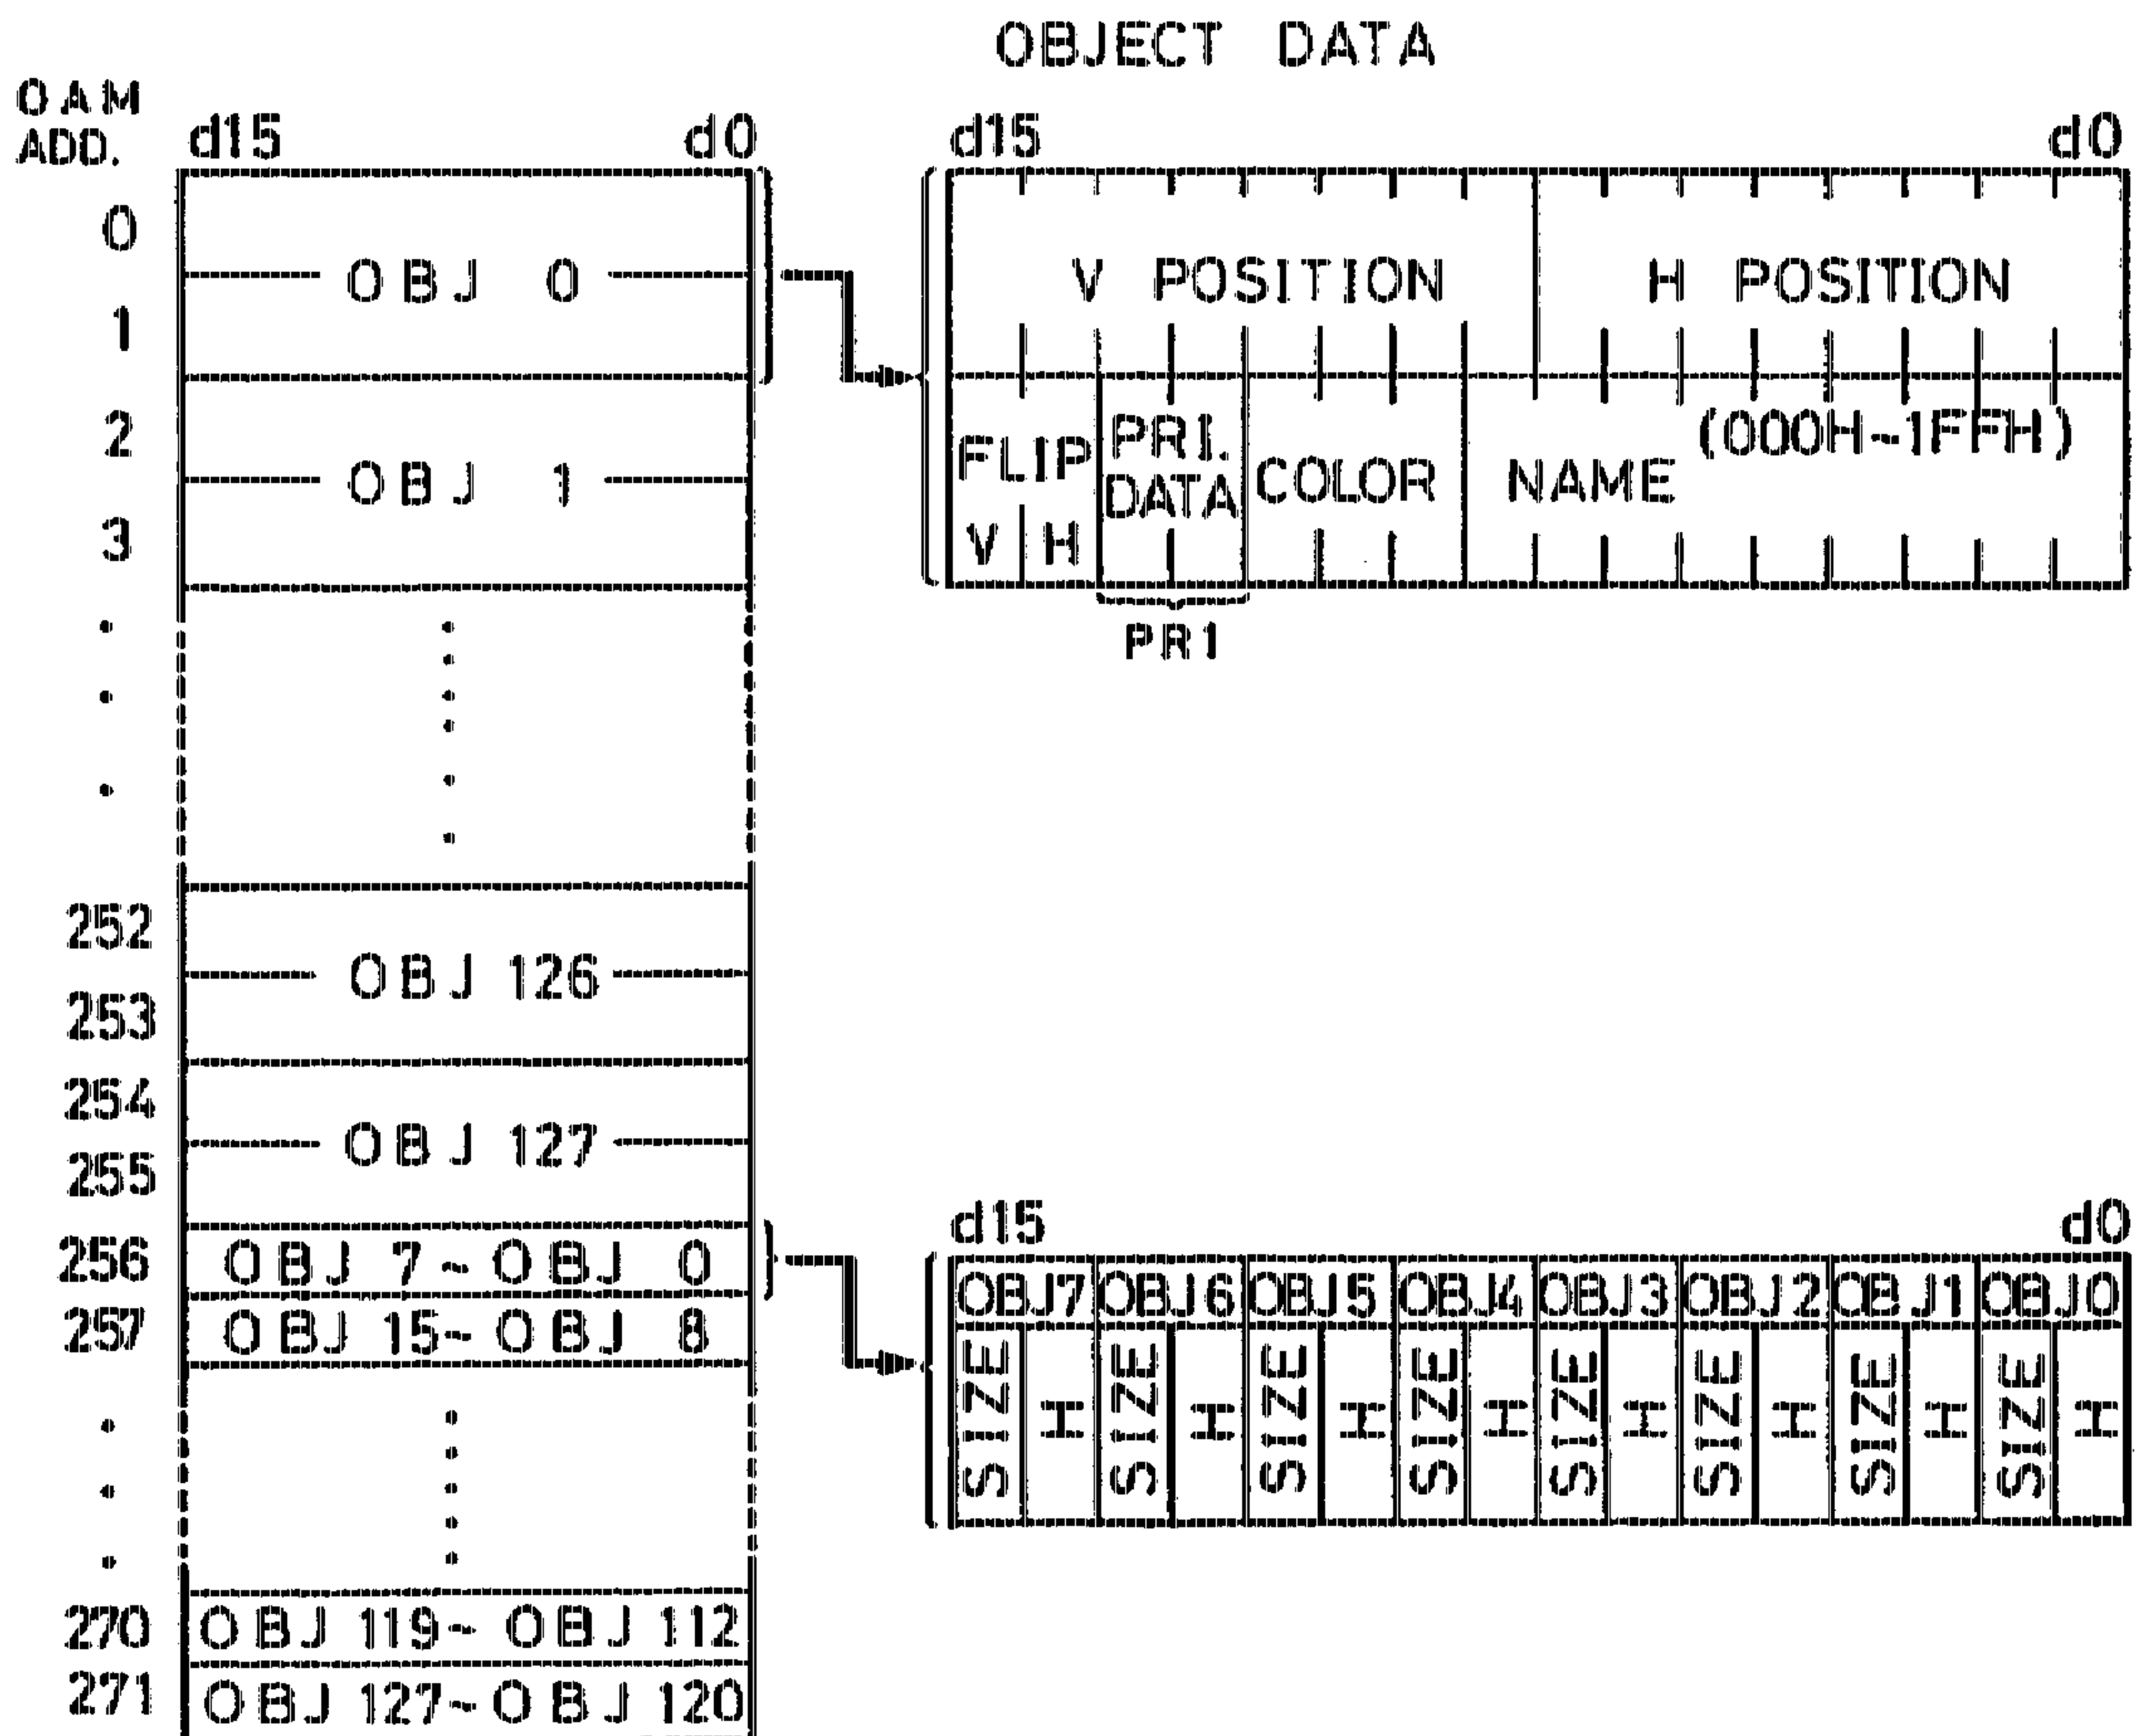 OBJECT DATA
OAM
ADD.
d15 d0
0
1
OBJ 0
2
3
OBJ 1
252
253
OBJ 126
254
255
OBJ 127
256 OBJ 7~OBJ 0
257 OBJ 15~OBJ 8
270 OBJ 119~OBJ 112
271 OBJ 127~OBJ 120
d15 d0
V POSITION H POSITION
FLIP PRI. DATA COLOR NAME (000H~1FFH)
V H
PR1
d15 d0
OBJ7 OBJ6 OBJ5 OBJ4 OBJ3 OBJ2 OBJ1 OBJ0
SIZE H SIZE H SIZE H SIZE H SIZE H SIZE H SIZE H SIZE H